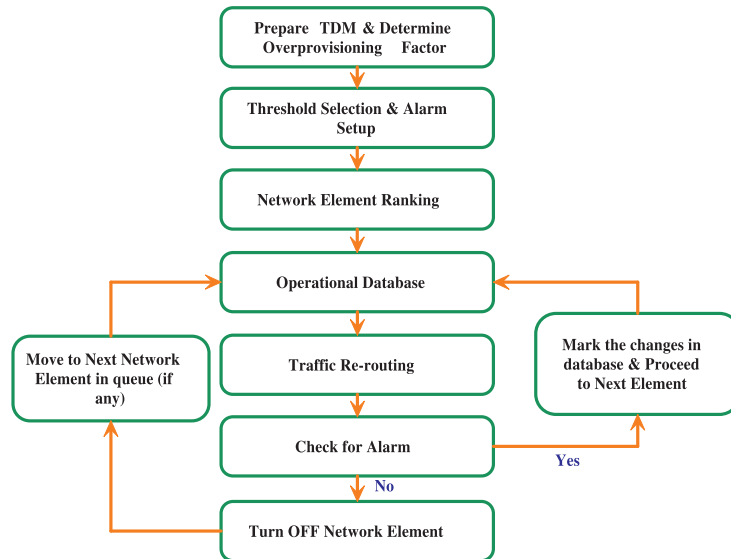 Prepare TDM & Determine
Overprovisioning Factor
Threshold Selection & Alarm
Setup
Network Element Ranking
Operational Database
Move to Next Network
Element in queue (if
any)
Traffic Re-routing
Mark the changes in
database & Proceed
to Next Element
Check for Alarm
Yes
No
Turn OFF Network Element